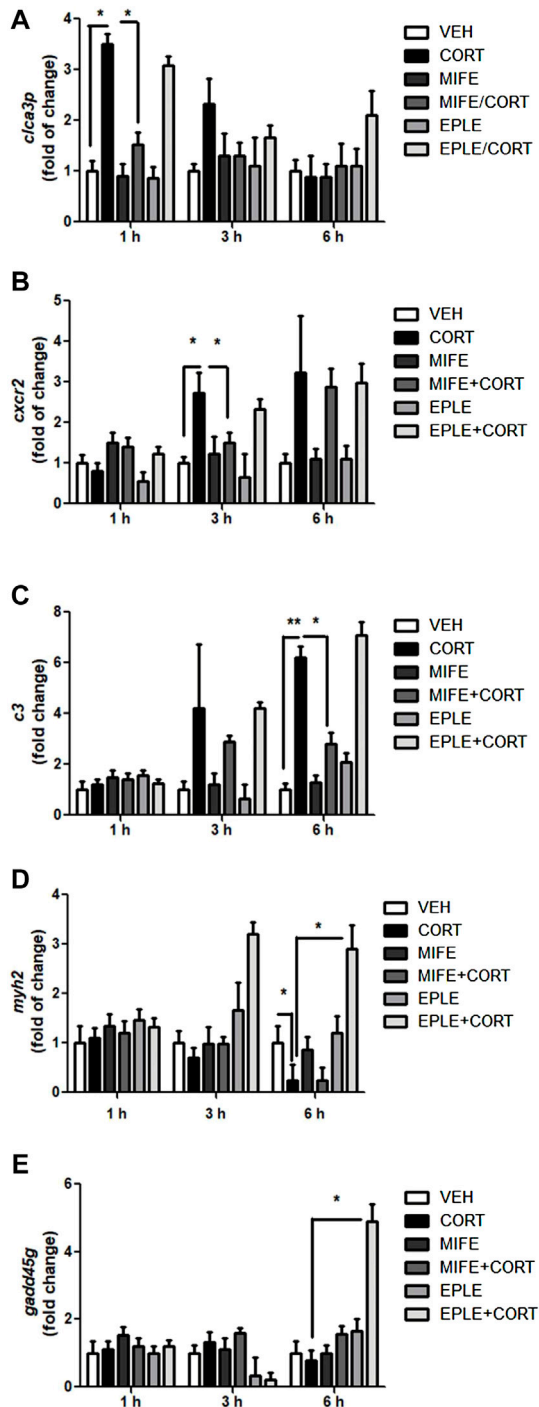 A
c/ca3p
(fold of change)
4
3
2
1
0
* *
1 h 3 h 6 h
VEH
CORT
MIFE
MIFE/CORT
EPLE
EPLE/CORT
B
cxcr2
(fold of change)
5
4
3
2
1
0
* *
1 h 3 h 6 h
VEH
CORT
MIFE
MIFE+CORT
EPLE
EPLE+CORT
C
c3
(fold of change)
8
6
4
2
0
** *
1 h 3 h 6 h
VEH
CORT
MIFE
MIFE+CORT
EPLE
EPLE+CORT
D
myh2
(fold of change)
4
3
2
1
0
*
*
1 h 3 h 6 h
VEH
CORT
MIFE
MIFE+CORT
EPLE
EPLE+CORT
E
gadd45g
(fold of change)
6
4
2
0
*
1 h 3 h 6 h
VEH
CORT
MIFE
MIFE+CORT
EPLE
EPLE+CORT